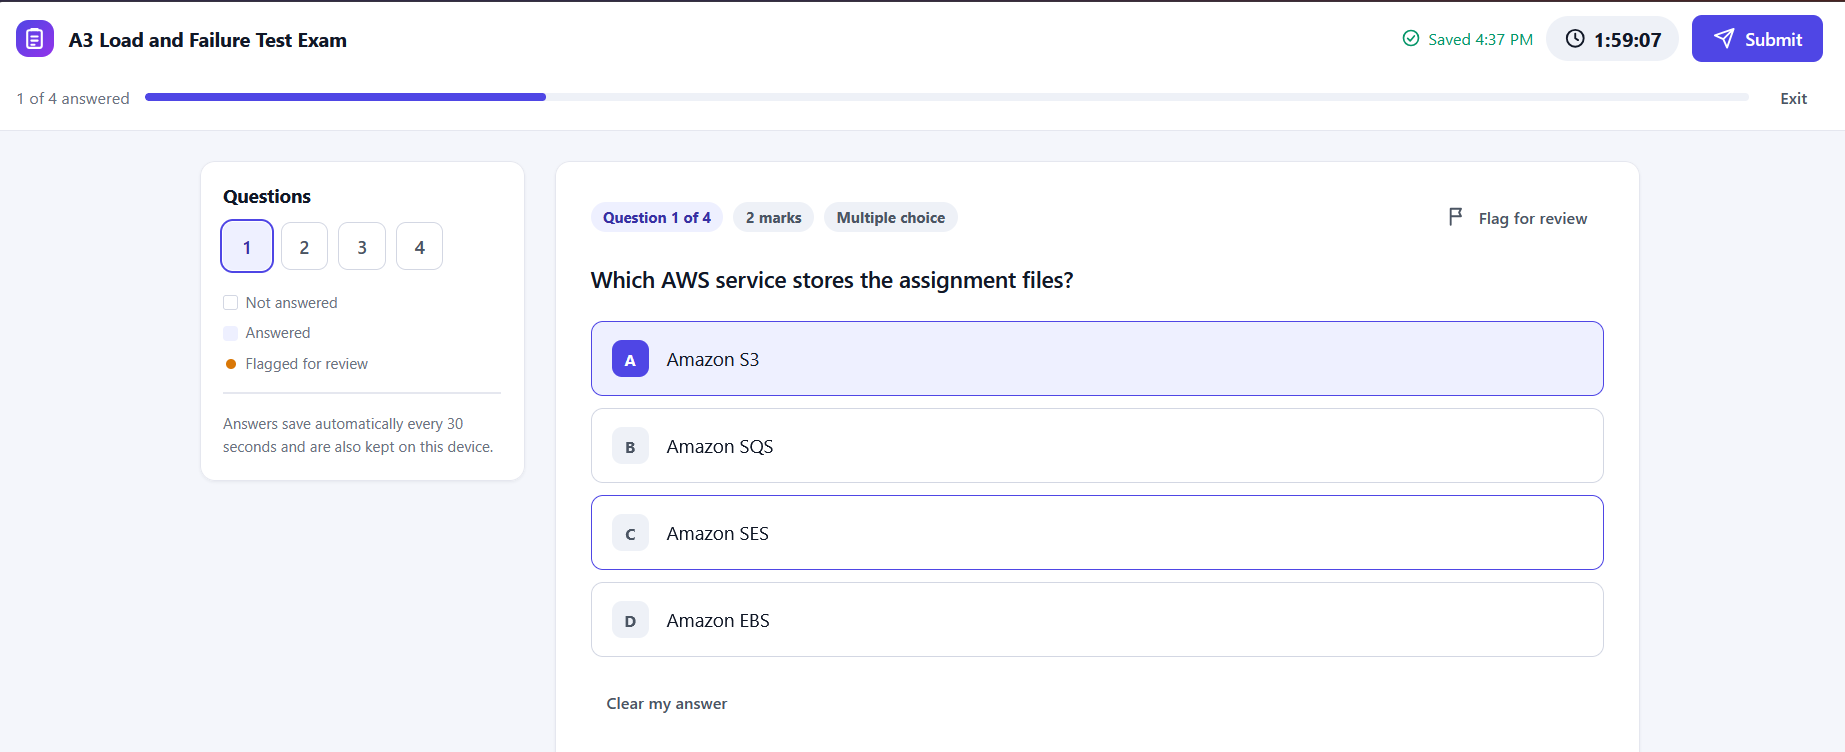 A3 Load and Failure Test Exam
Saved 4:37 PM
1:59:07
Submit
1 of 4 answered
Exit
Questions
1 2 3 4
Not answered
Answered
Flagged for review
Answers save automatically every 30
seconds and are also kept on this device.
Question 1 of 4
2 marks
Multiple choice
Flag for review
Which AWS service stores the assignment files?
A Amazon S3
B Amazon SQS
C Amazon SES
D Amazon EBS
Clear my answer